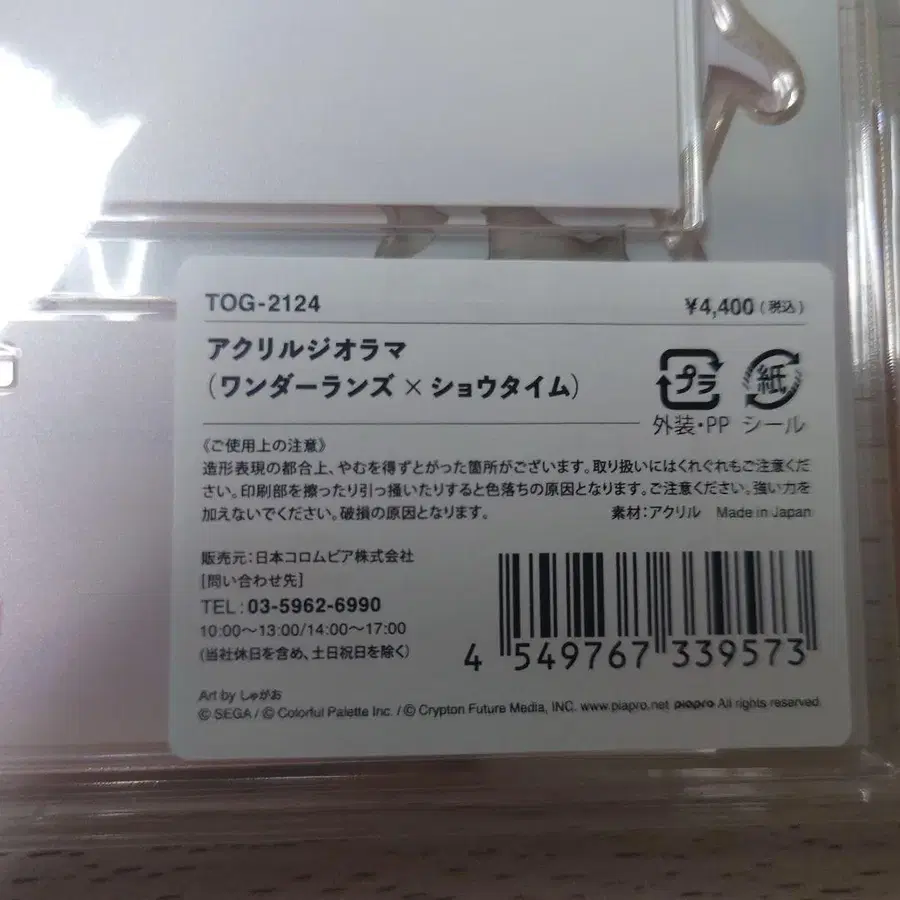 TOG-2124 ¥4,400(税込)
アクリルジオラマ
(ワンダーランズ×ショウタイム)
プラ 紙
外装・PP シール
《ご使用上の注意》
造形表現の都合上、やむを得ずとがった箇所がございます。取り扱いにはくれぐれもご注意くだ
さい。印刷部を擦ったり引っ掻いたりすると色落ちの原因となります。ご注意ください。強い力を
加えないでください。破損の原因となります。 素材:アクリル Made in Japan
販売元:日本コロムビア株式会社
[問い合わせ先]
TEL:03-5962-6990
10:00〜13:00/14:00〜17:00
(当社休日を含め、土日祝日を除く)
4 549767 339573
Art by しゅがお
© SEGA / © Colorful Palette Inc. / © Crypton Future Media, INC. www.piapro.net piapro All rights reserved.